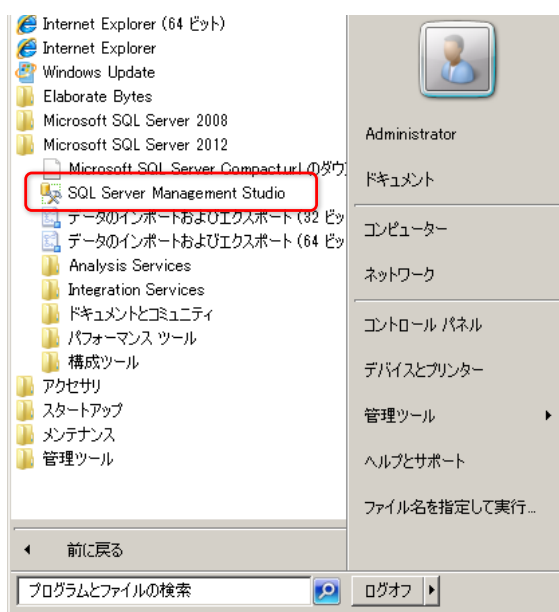 Internet Explorer (64 ビット)
Internet Explorer
Windows Update
Elaborate Bytes
Microsoft SQL Server 2008
Microsoft SQL Server 2012
Microsoft SQL Server Compact.url のダウ
SQL Server Management Studio
データのインポートおよびエクスポート (32 ビッ
データのインポートおよびエクスポート (64 ビッ
Analysis Services
Integration Services
ドキュメントとコミュニティ
パフォーマンス ツール
構成ツール
アクセサリ
スタートアップ
メンテナンス
管理ツール
前に戻る
プログラムとファイルの検索
Administrator
ドキュメント
コンピューター
ネットワーク
コントロール パネル
デバイスとプリンター
管理ツール
ヘルプとサポート
ファイル名を指定して実行...
ログオフ